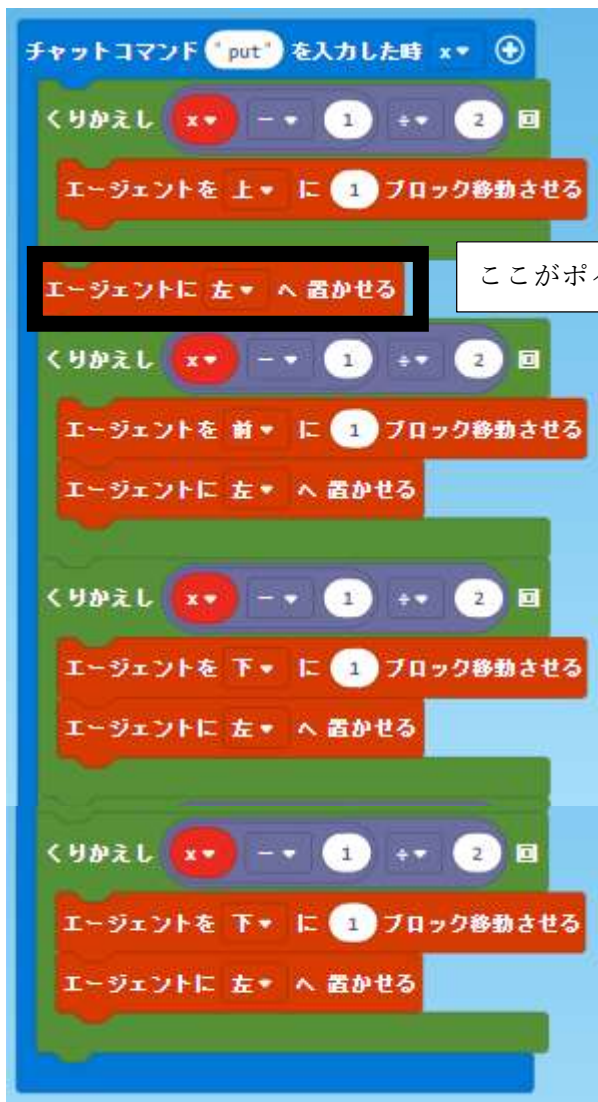 チャットコマンド "put" を入力した時 x
くりかえし x - 1 ÷ 2 回
エージェントを 上 に 1 ブロック移動させる
エージェントに 左 へ 置かせる
ここがポ
くりかえし x - 1 ÷ 2 回
エージェントを 前 に 1 ブロック移動させる
エージェントに 左 へ 置かせる
くりかえし x - 1 ÷ 2 回
エージェントを 下 に 1 ブロック移動させる
エージェントに 左 へ 置かせる
くりかえし x - 1 ÷ 2 回
エージェントを 下 に 1 ブロック移動させる
エージェントに 左 へ 置かせる